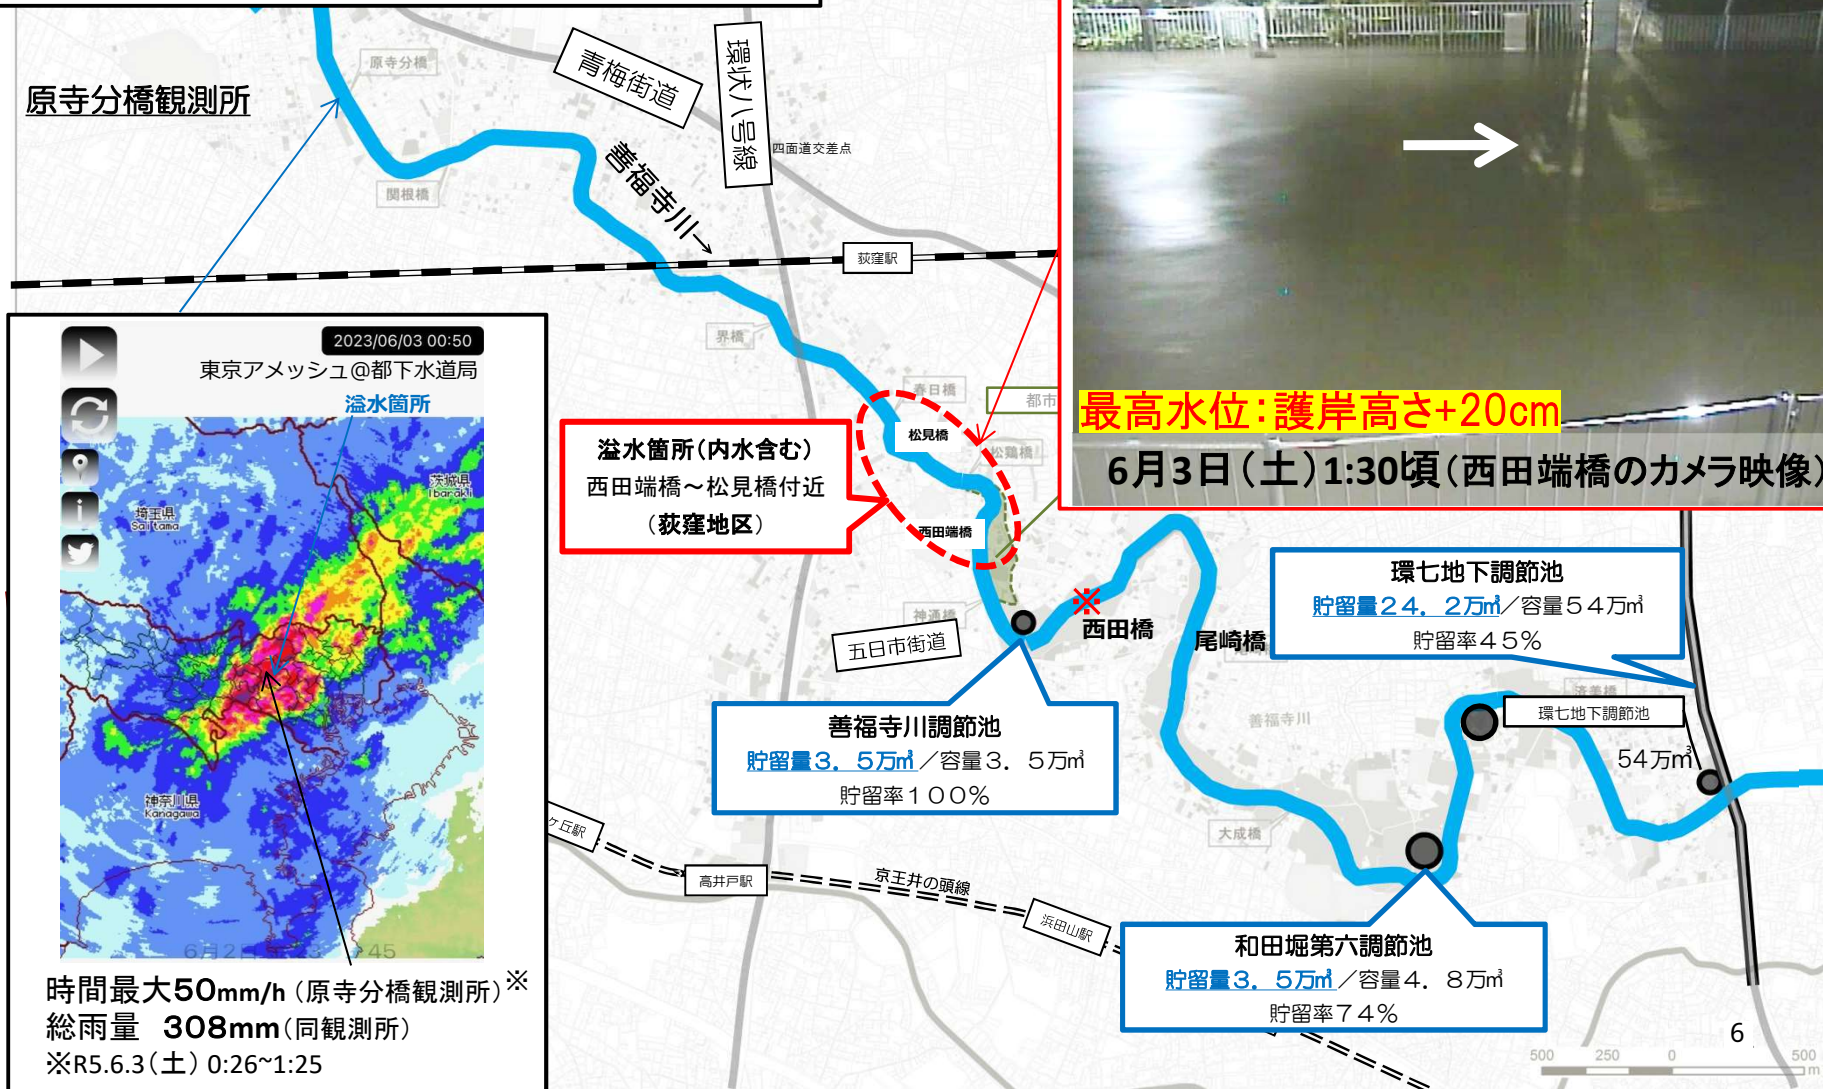 原寺分橋観測所
原寺分橋
関根橋
青梅街道
環状八号線
四面道交差点
善福寺川→
荻窪駅
界橋
春日橋
都市
松見橋
松鶴橋
西田端橋
神通橋
溢水箇所(内水含む)
西田端橋～松見橋付近
(荻窪地区)
最高水位：護岸高さ+20cm
6月3日(土)1:30頃(西田端橋のカメラ映像)
2023/06/03 00:50
東京アメッシュ@都下水道局
溢水箇所
茨城県
Ibaraki
埼玉県
Saitama
神奈川県
Kanagawa
6月2日
45
時間最大50mm/h (原寺分橋観測所)※
総雨量 308mm(同観測所)
※R5.6.3(土) 0:26~1:25
五日市街道
※
西田橋
尾崎橋
環七地下調節池
貯留量24．2万㎥／容量54万㎥
貯留率45％
善福寺川調節池
貯留量3．5万㎥／容量3．5万㎥
貯留率100％
善福寺川
済美橋
環七地下調節池
54万㎥
大成橋
ケ丘駅
高井戸駅
京王井の頭線
浜田山駅
和田堀第六調節池
貯留量3．5万㎥／容量4．8万㎥
貯留率74％
6
500 250 0 500
m